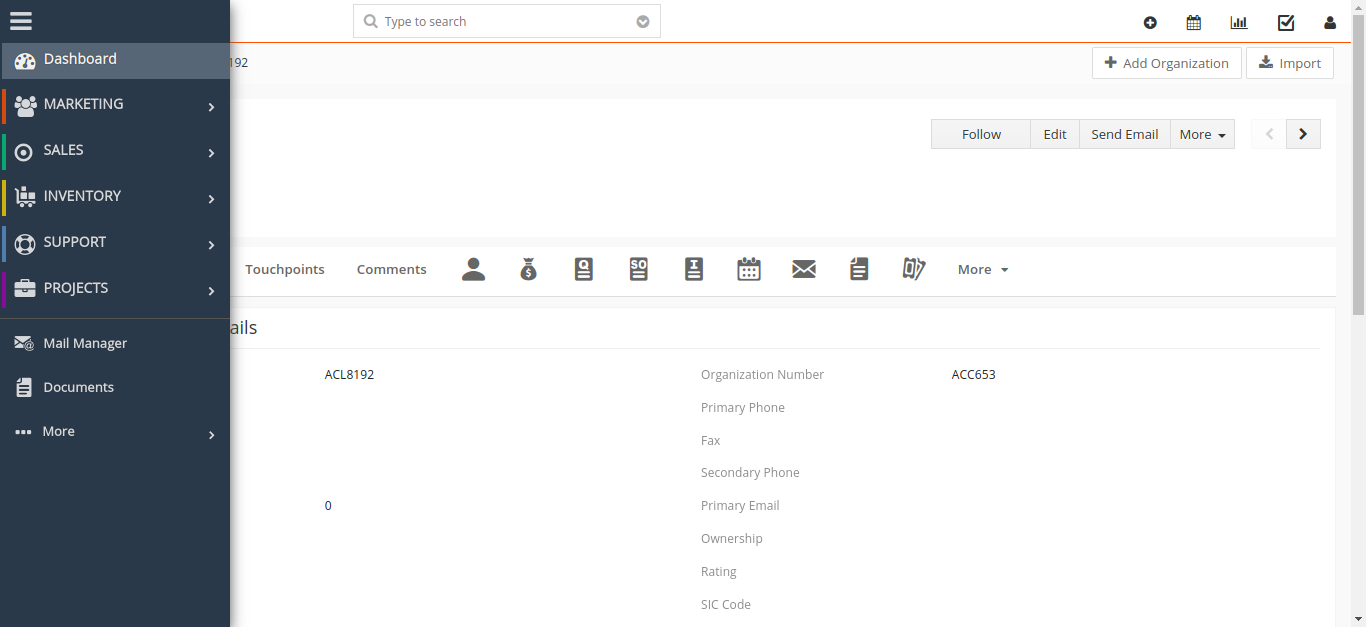 Type to search
Dashboard
192
Add Organization
Import
MARKETING
Follow
Edit
Send Email
More
SALES
INVENTORY
SUPPORT
Touchpoints
Comments
$
Q
SO
I
More
PROJECTS
ails
Mail Manager
ACL8192
Organization Number
ACC653
Documents
Primary Phone
More
Fax
Secondary Phone
0
Primary Email
Ownership
Rating
SIC Code